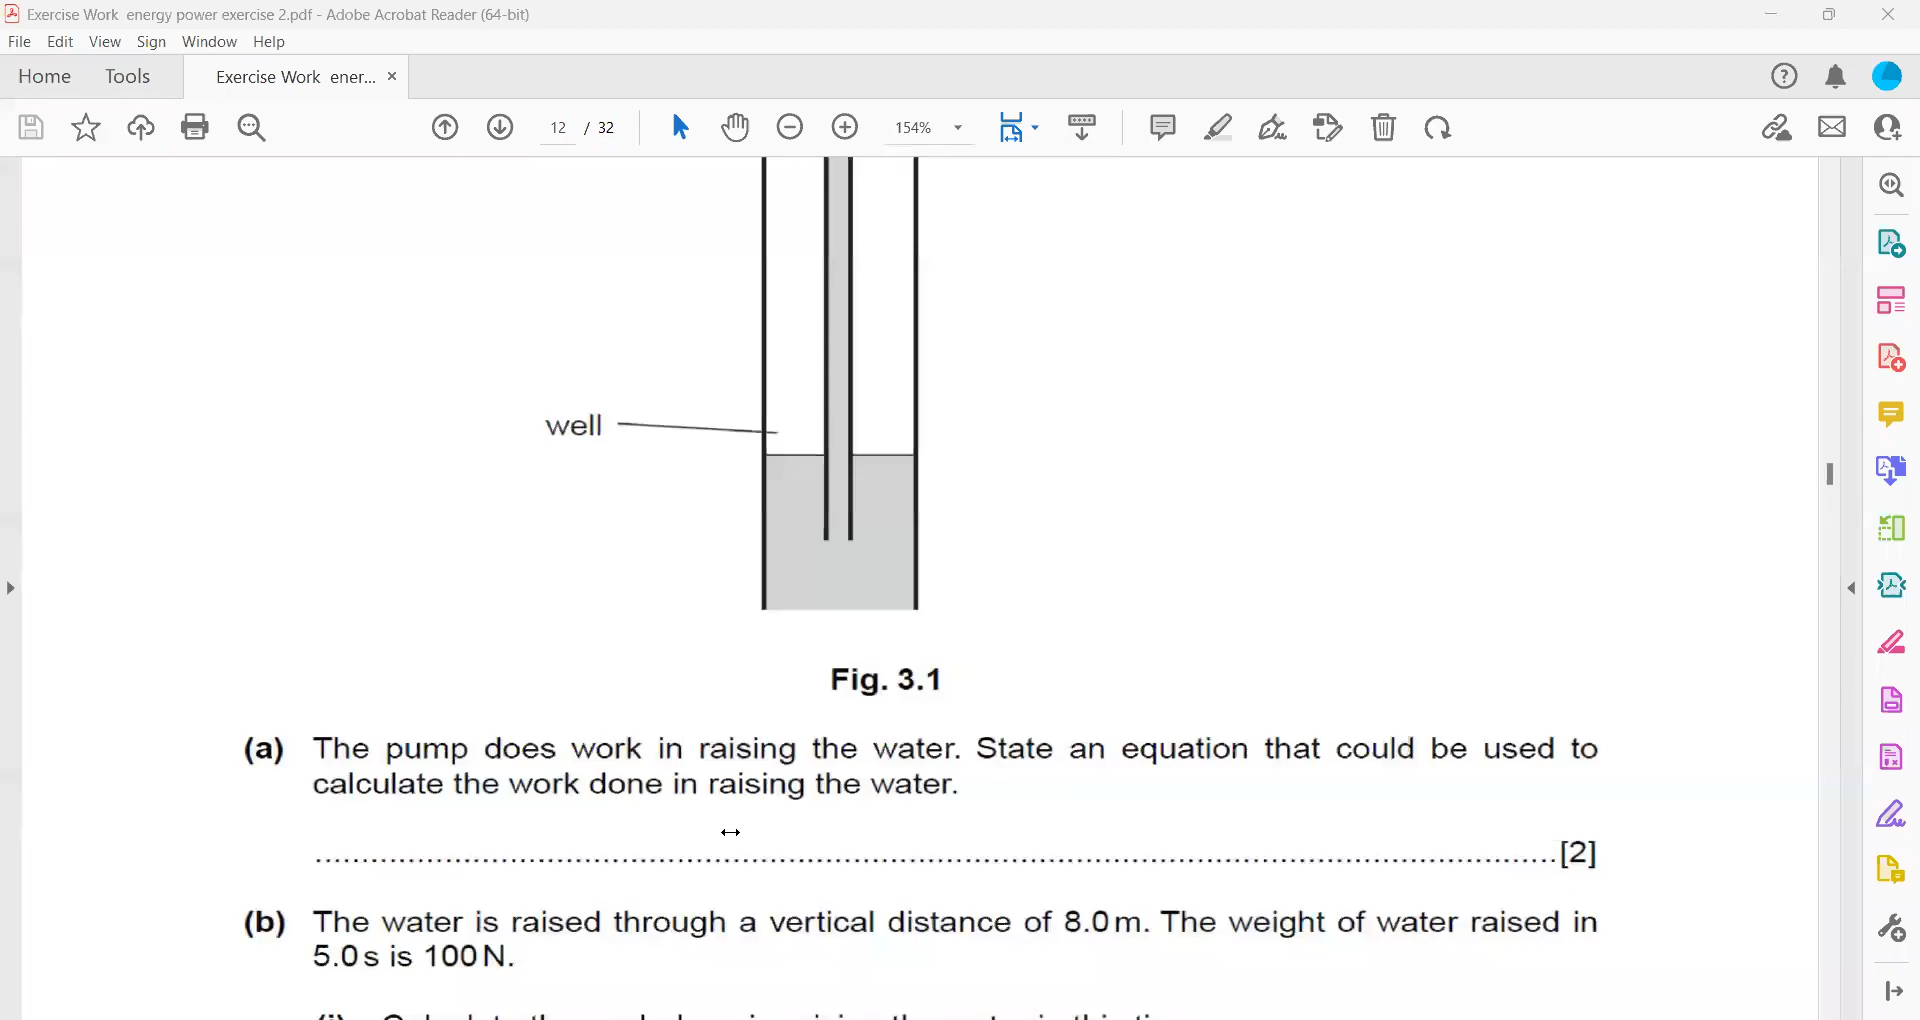 Exercise Work energy power exercise 2.pdf - Adobe Acrobat Reader (64-bit)
File Edit View Sign Window Help
Home Tools Exercise Work ener... ×
12 / 32 154%
well
Fig. 3.1
(a) The pump does work in raising the water. State an equation that could be used to
calculate the work done in raising the water.
[2]
(b) The water is raised through a vertical distance of 8.0 m. The weight of water raised in
5.0 s is 100 N.